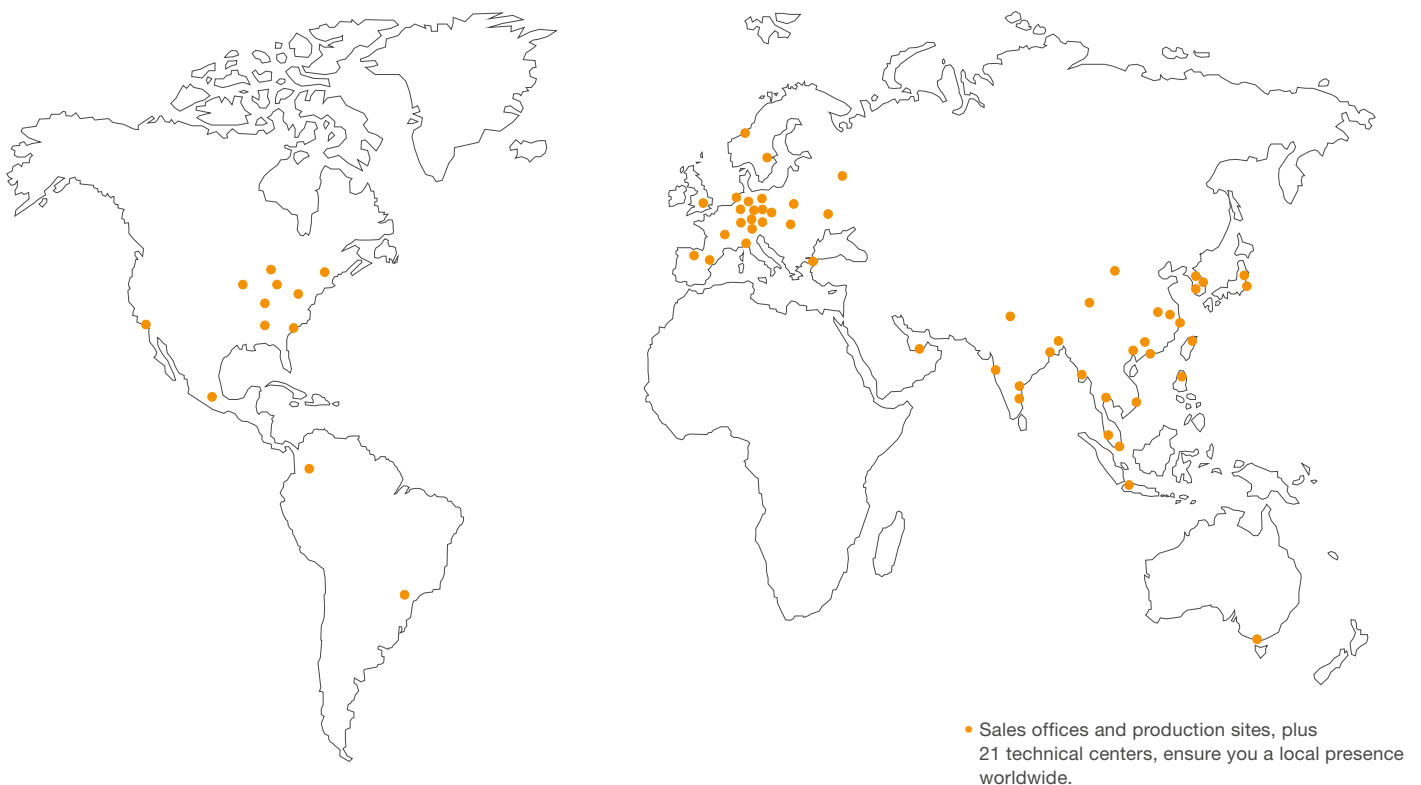 Sales offices and production sites, plus
21 technical centers, ensure you a local presence
worldwide.